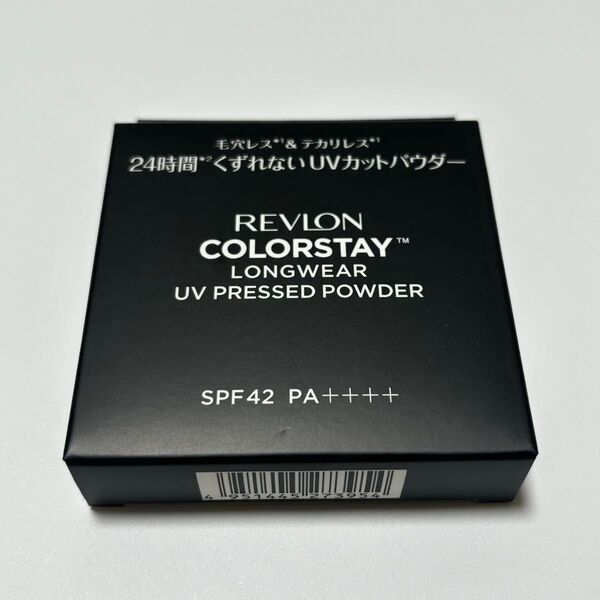 毛穴レス*1&テカリレス*1
24時間*2くずれないUVカットパウダー
REVLON
COLORSTAY™
LONGWEAR
UV PRESSED POWDER
SPF42 PA++++